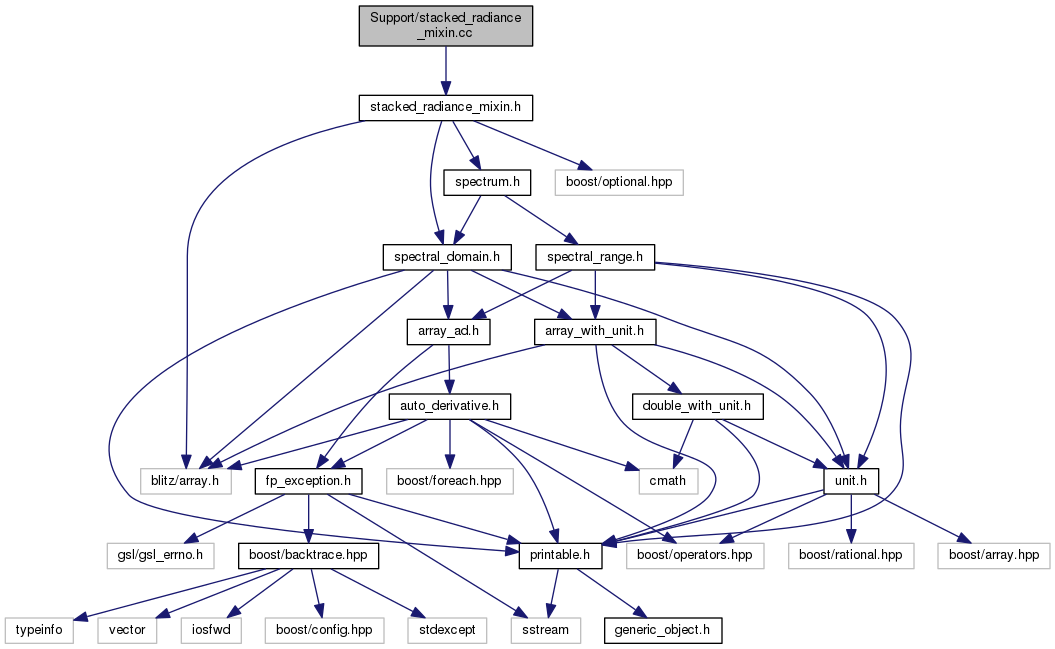 Support/stacked_radiance
_mixin.cc
stacked_radiance_mixin.h
spectrum.h
boost/optional.hpp
spectral_domain.h
spectral_range.h
array_ad.h
array_with_unit.h
auto_derivative.h
double_with_unit.h
blitz/array.h
fp_exception.h
boost/foreach.hpp
cmath
unit.h
gsl/gsl_errno.h
boost/backtrace.hpp
printable.h
boost/operators.hpp
boost/rational.hpp
boost/array.hpp
typeinfo
vector
iosfwd
boost/config.hpp
stdexcept
sstream
generic_object.h